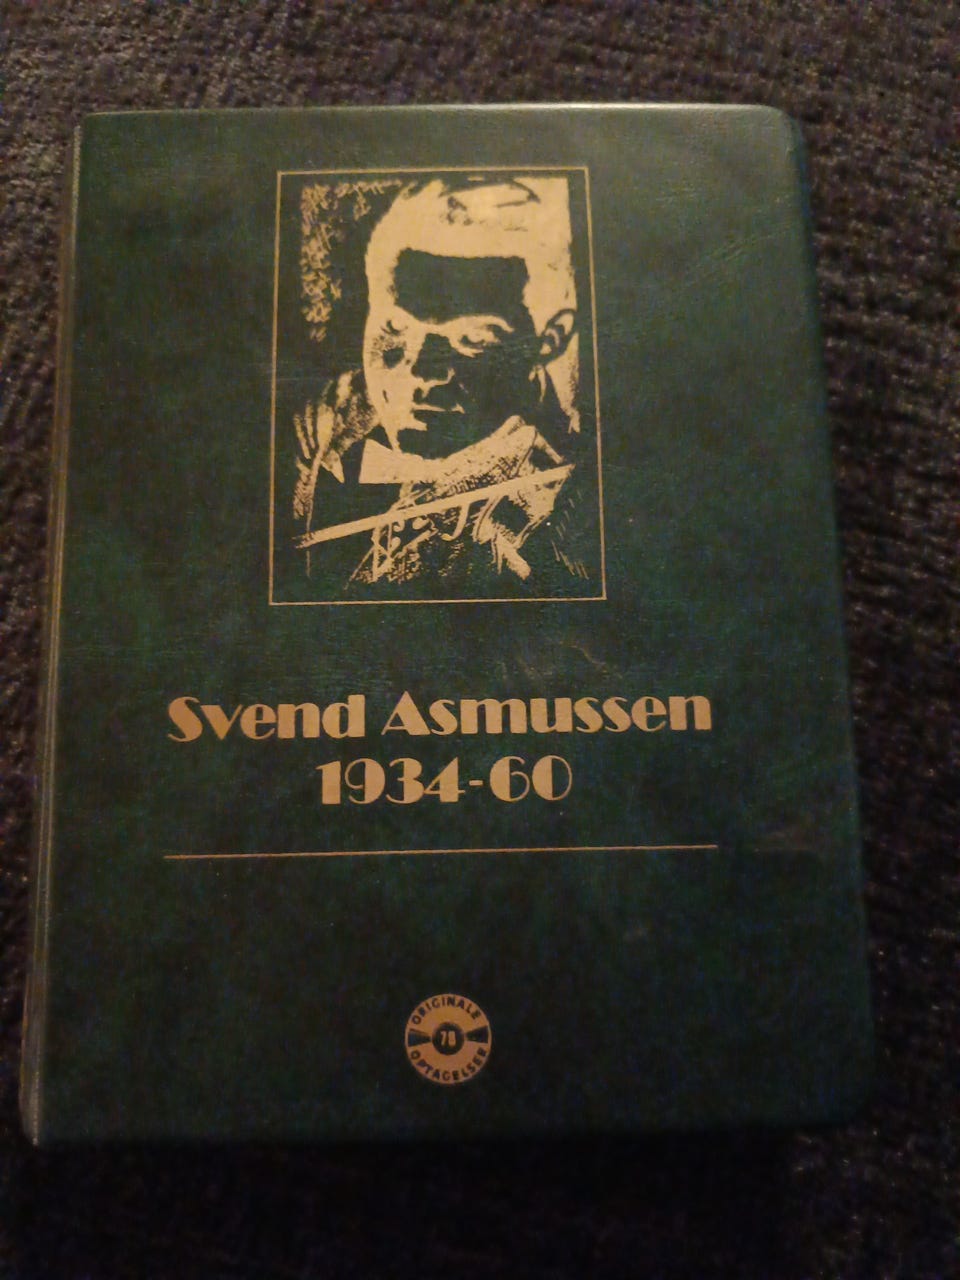 Svend Asmussen
1934-60
ORIGINALE
78
OPTAGELSER